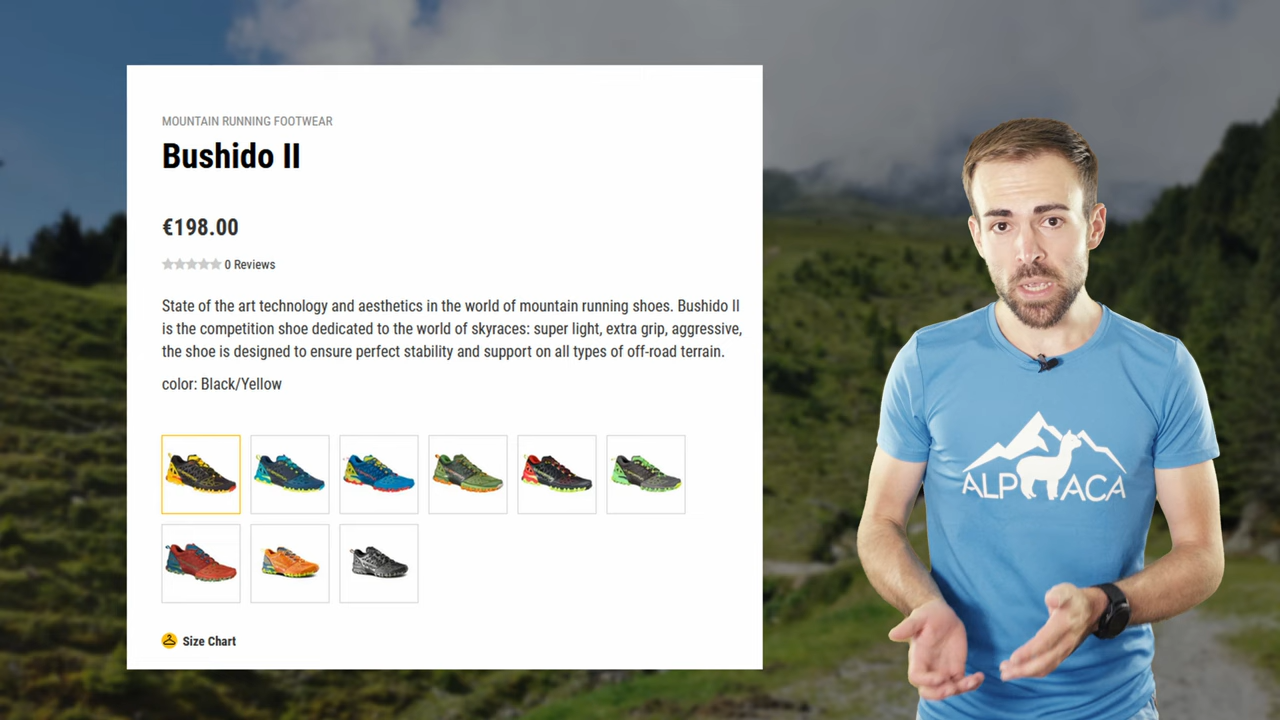 MOUNTAIN RUNNING FOOTWEAR
Bushido II
€198.00
0 Reviews
State of the art technology and aesthetics in the world of mountain running shoes. Bushido II
is the competition shoe dedicated to the world of skyraces: super light, extra grip, aggressive,
the shoe is designed to ensure perfect stability and support on all types of off-road terrain.
color: Black/Yellow
Size Chart
ALPACA